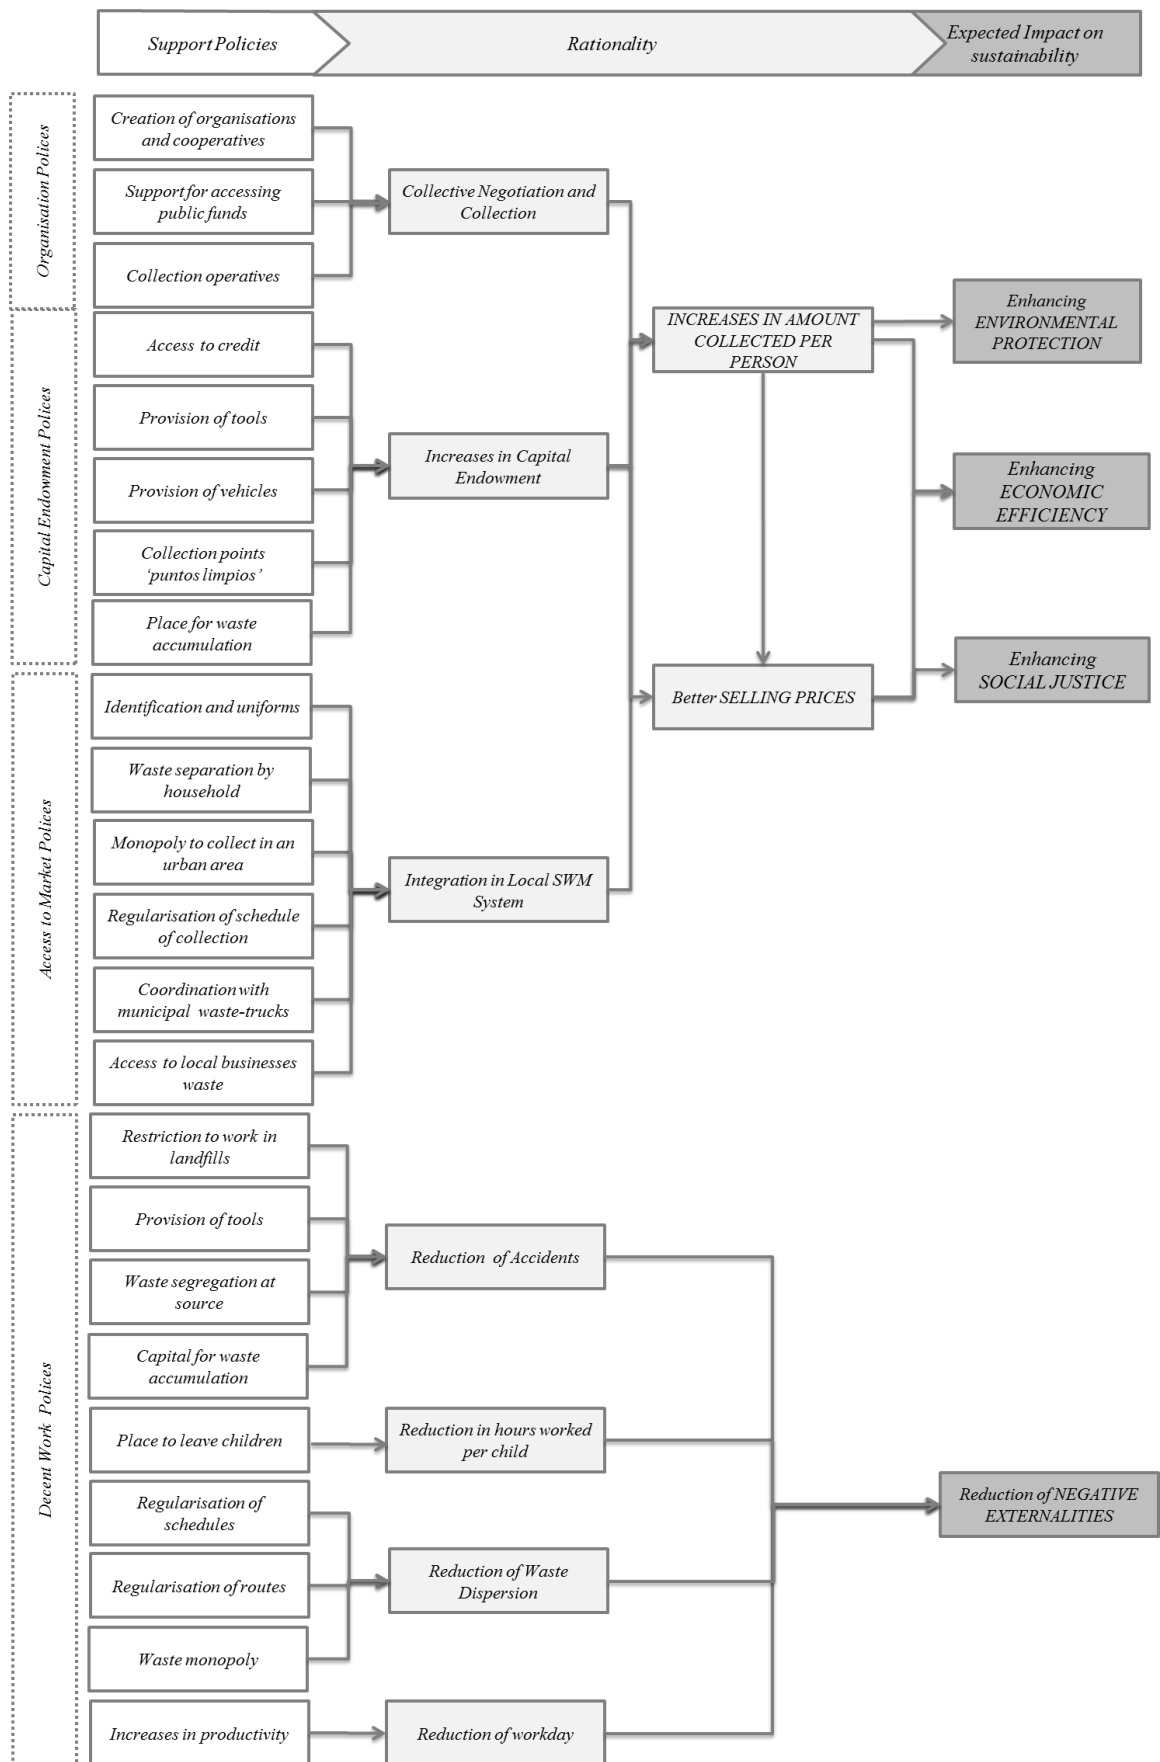 Support Policies
Rationality
Expected Impact on
sustainability
Organisation Polices
Creation of organisations
and cooperatives
Support for accessing
public funds
Collection operatives
Collective Negotiation and
Collection
Capital Endowment Polices
Access to credit
Provision of tools
Provision of vehicles
Collection points
‘puntos limpios’
Place for waste
accumulation
Increases in Capital
Endowment
INCREASES IN AMOUNT
COLLECTED PER
PERSON
Better SELLING PRICES
Enhancing
ENVIRONMENTAL
PROTECTION
Enhancing
ECONOMIC
EFFICIENCY
Enhancing
SOCIAL JUSTICE
Access to Market Polices
Identification and uniforms
Waste separation by
household
Monopoly to collect in an
urban area
Regularisation of schedule
of collection
Coordination with
municipal waste-trucks
Access to local businesses
waste
Integration in Local SWM
System
Decent Work Polices
Restriction to work in
landfills
Provision of tools
Waste segregation at
source
Capital for waste
accumulation
Reduction of Accidents
Place to leave children
Reduction in hours worked
per child
Regularisation of
schedules
Regularisation of routes
Waste monopoly
Reduction of Waste
Dispersion
Increases in productivity
Reduction of workday
Reduction of NEGATIVE
EXTERNALITIES